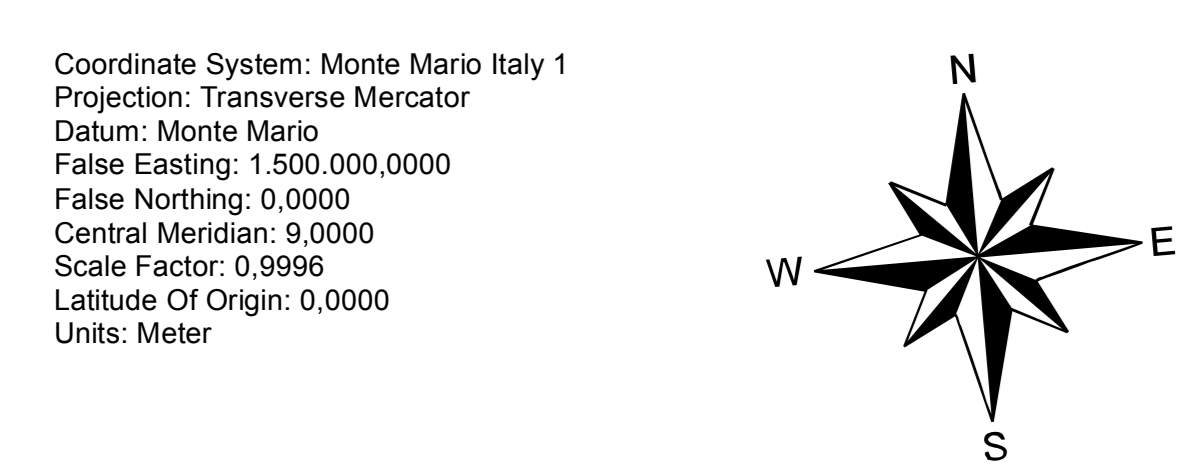 Coordinate System: Monte Mario Italy 1
Projection: Transverse Mercator
Datum: Monte Mario
False Easting: 1.500.000,0000
False Northing: 0,0000
Central Meridian: 9,0000
Scale Factor: 0,9996
Latitude Of Origin: 0,0000
Units: Meter
N
W
E
S